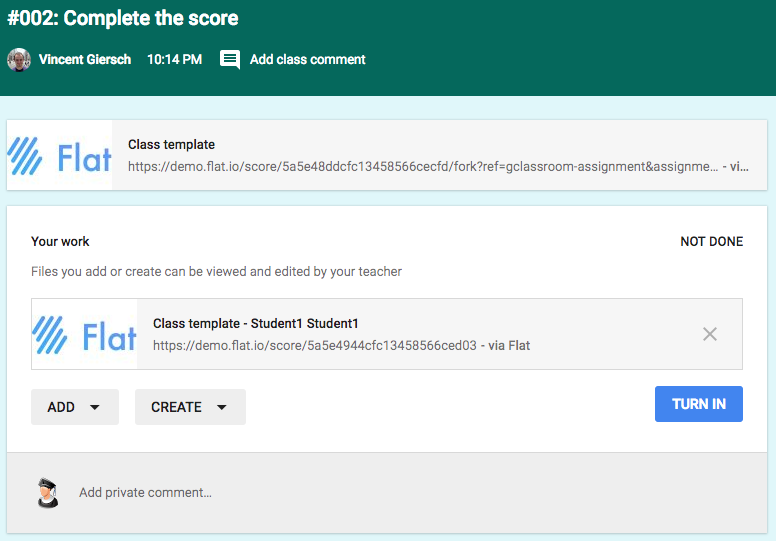 #002: Complete the score
Vincent Giersch 10:14 PM Add class comment
Flat
Class template
https://demo.flat.io/score/5a5e48ddcfc13458566cecfd/fork?ref=gclassroom-assignment&assignme... - vi...
Your work NOT DONE
Files you add or create can be viewed and edited by your teacher
Flat
Class template - Student1 Student1
https://demo.flat.io/score/5a5e4944cfc13458566ced03 - via Flat
ADD CREATE TURN IN
Add private comment...